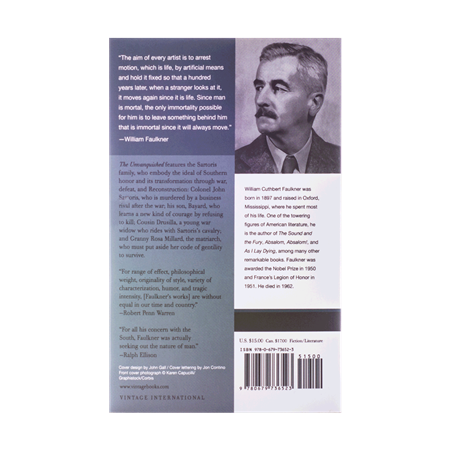 "The aim of every artist is to arrest
motion, which is life, by artificial means
and hold it fixed so that a hundred
years later, when a stranger looks at it,
it moves again since it is life. Since man
is mortal, the only immortality possible
for him is to leave something behind him
that is immortal since it will always move."
—William Faulkner
The Unvanquished features the Sartoris
family, who embody the ideal of Southern
honor and its transformation through war,
defeat, and Reconstruction: Colonel John
Sartoris, who is murdered by a business
rival after the war; his son, Bayard, who
learns a new kind of courage by refusing
to kill; Cousin Drusilla, a young war
widow who rides with Sartoris's cavalry; and
Granny Rosa Millard, the matriarch,
who must put aside her code of gentility
to survive.
"For range of effect, philosophical
weight, originality of style, variety of
characterization, humor, and tragic
intensity, [Faulkner's works] are without
equal in our time and country."
–Robert Penn Warren
"For all his concern with the
South, Faulkner was actually
seeking out the nature of man."
–Ralph Ellison
Cover design by John Gall / Cover lettering by Jon Contino
Front cover photograph © Karen
Graphistock/Corbis
www.vintagebooks.com
VINTAGE INTERNATIONAL
William Cuthbert Faulkner was
born in 1897 and raised in Oxford,
Mississippi, where he spent most
of his life. One of the towering
figures of American literature, he
is the author of The Sound and
the Fury, Absalom, Absalom!, and
As I Lay Dying, among many
other remarkable books. Faulkner was
awarded the Nobel Prize in 1950
and France's Legion of Honor in
1951. He died in 1962.
U.S. $15.00 Can. $17.00 Fiction/Literature
ISBN 978-0-679-73652-3
51500
9 780679 736523